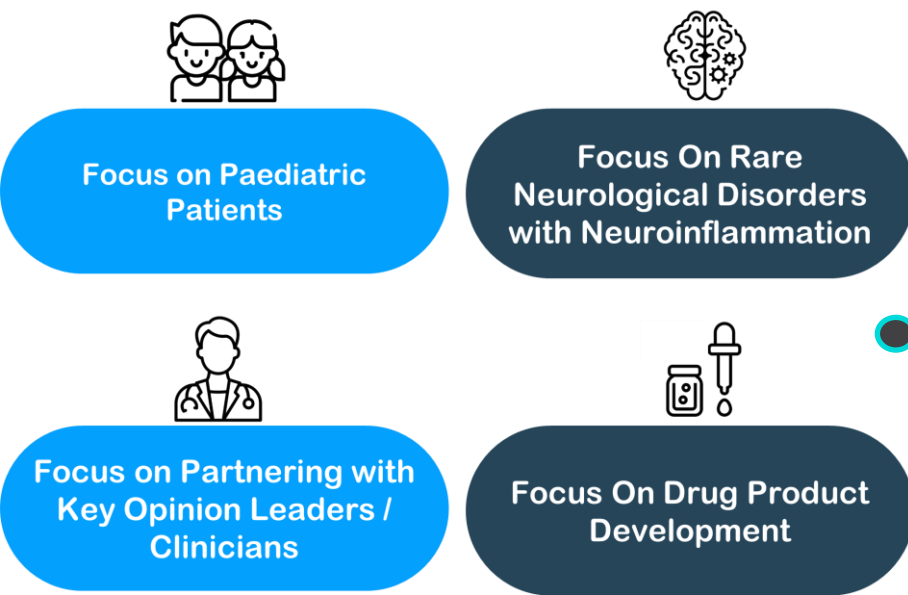 Focus on Paediatric
Patients
Focus On Rare
Neurological Disorders
with Neuroinflammation
Focus on Partnering with
Key Opinion Leaders /
Clinicians
Focus On Drug Product
Development